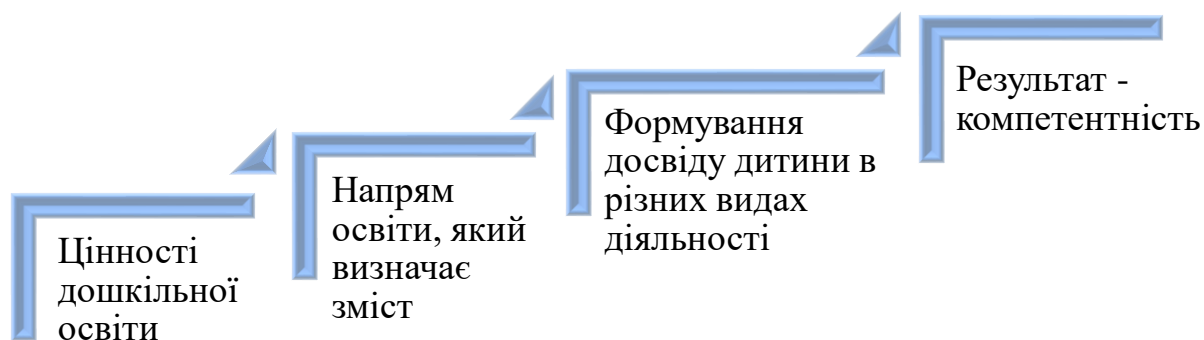 Цінності
дошкільної
освіти
Напрям
освіти, який
визначає
зміст
Формування
досвіду дитини в
різних видах
діяльності
Результат -
компетентність